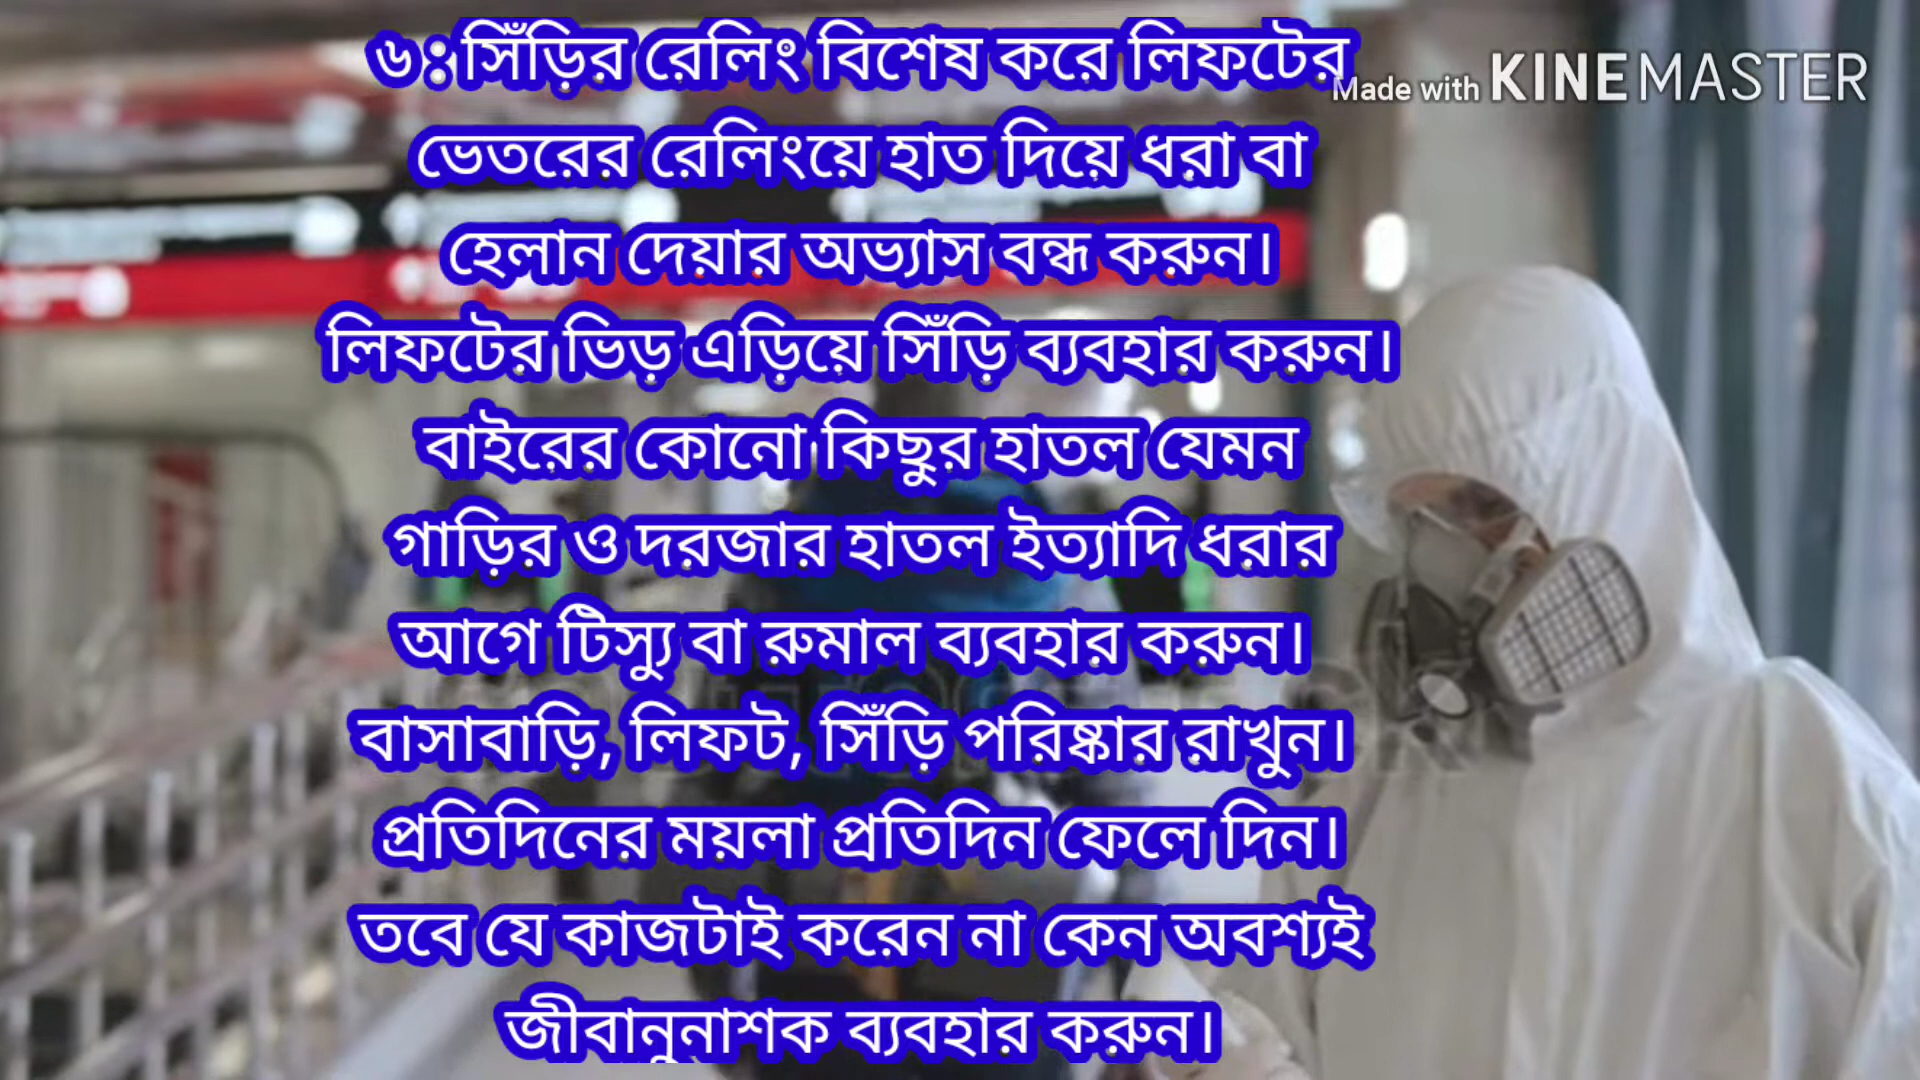 ৬ঃ সিঁড়ির রেলিং বিশেষ করে লিফটের
Made with KINEMASTER
ভেতরের রেলিংয়ে হাত দিয়ে ধরা বা
হেলান দেয়ার অভ্যাস বন্ধ করুন।
লিফটের ভিড় এড়িয়ে সিঁড়ি ব্যবহার করুন।
বাইরের কোনো কিছুর হাতল যেমন
গাড়ির ও দরজার হাতল ইত্যাদি ধরার
আগে টিস্যু বা রুমাল ব্যবহার করুন।
বাসাবাড়ি, লিফট, সিঁড়ি পরিষ্কার রাখুন।
প্রতিদিনের ময়লা প্রতিদিন ফেলে দিন।
তবে যে কাজটাই করেন না কেন অবশ্যই
জীবানুনাশক ব্যবহার করুন।